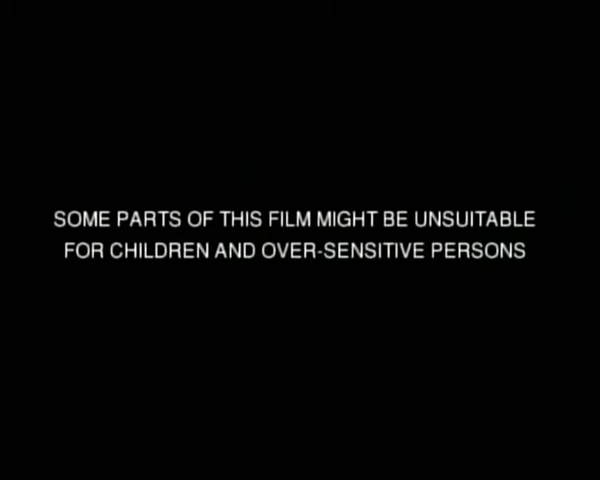 SOME PARTS OF THIS FILM MIGHT BE UNSUITABLE
FOR CHILDREN AND OVER-SENSITIVE PERSONS